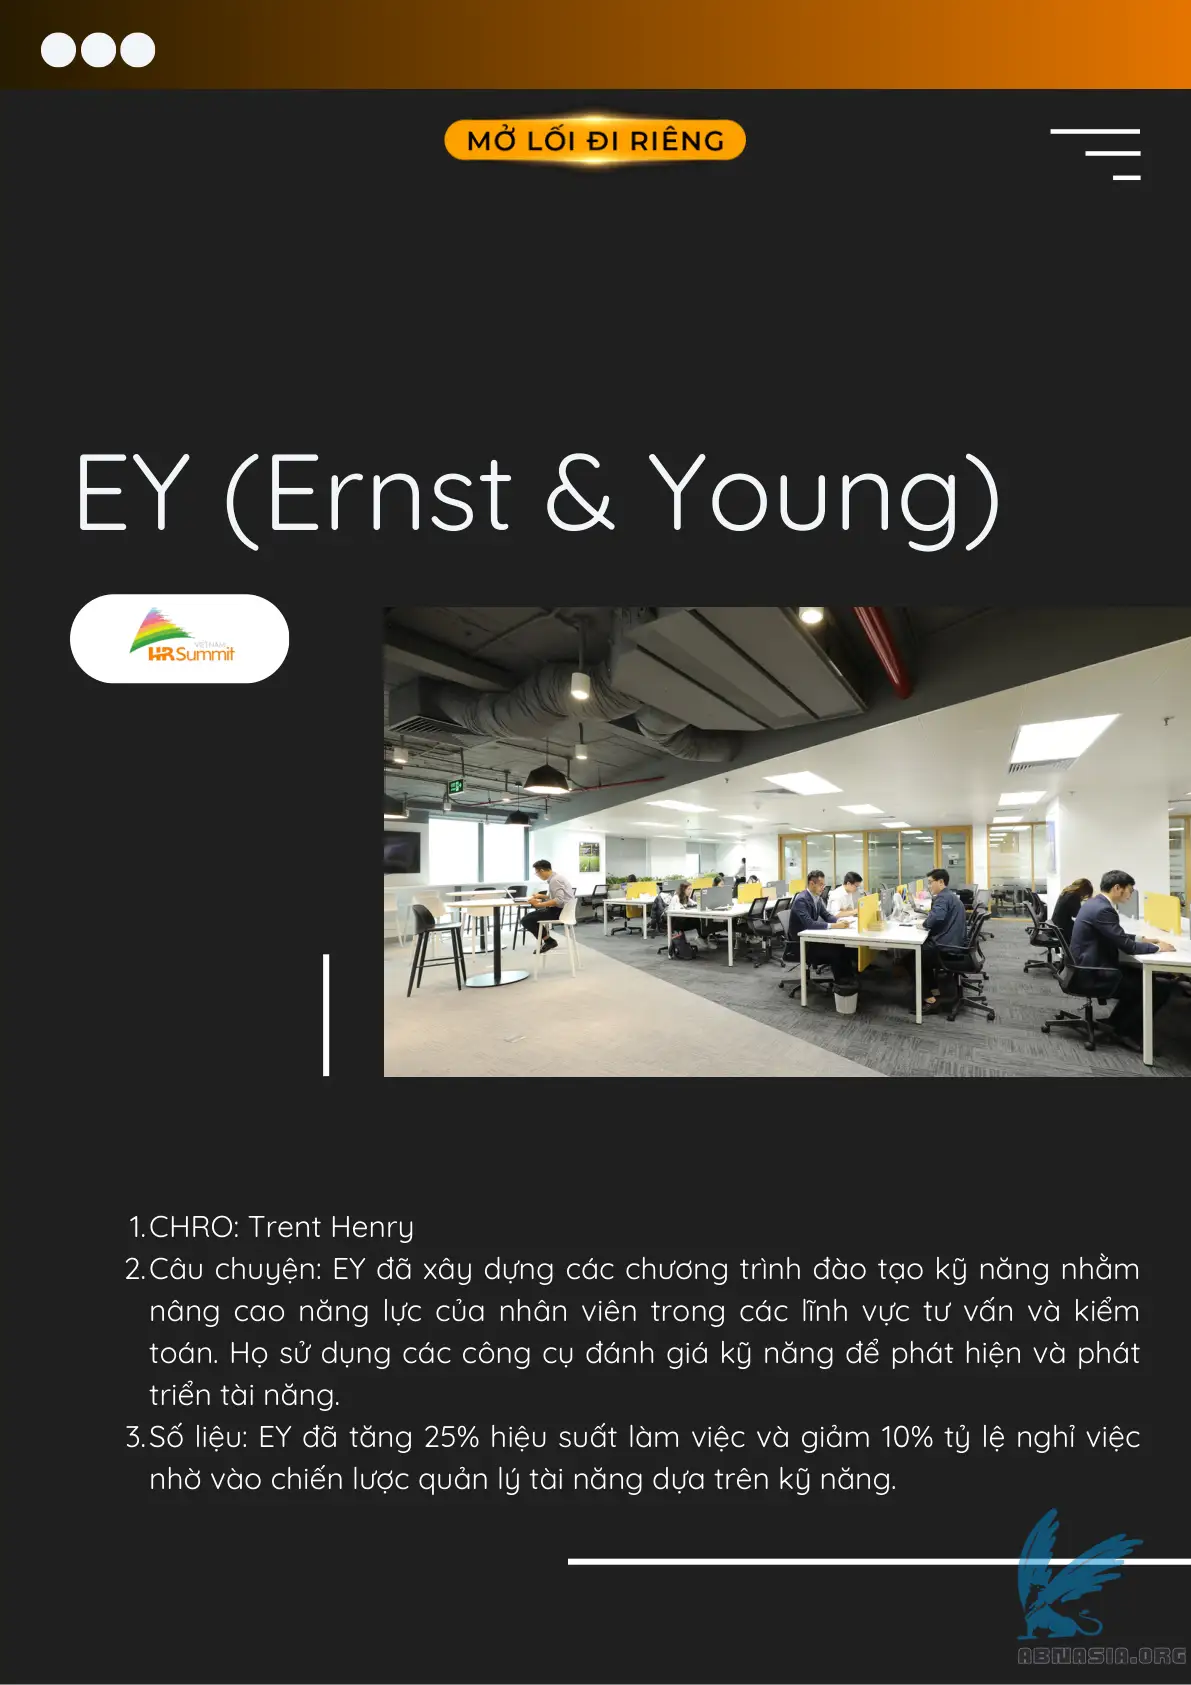 MỞ LỐI ĐI RIÊNG
EY (Ernst & Young)
VIETNAM
HR Summit
1. CHRO: Trent Henry
2. Câu chuyện: EY đã xây dựng các chương trình đào tạo kỹ năng nhằm
nâng cao năng lực của nhân viên trong các lĩnh vực tư vấn và kiểm
toán. Họ sử dụng các công cụ đánh giá kỹ năng để phát hiện và phát
triển tài năng.
3. Số liệu: EY đã tăng 25% hiệu suất làm việc và giảm 10% tỷ lệ nghỉ việc
nhờ vào chiến lược quản lý tài năng dựa trên kỹ năng.
ABNASIA.ORG